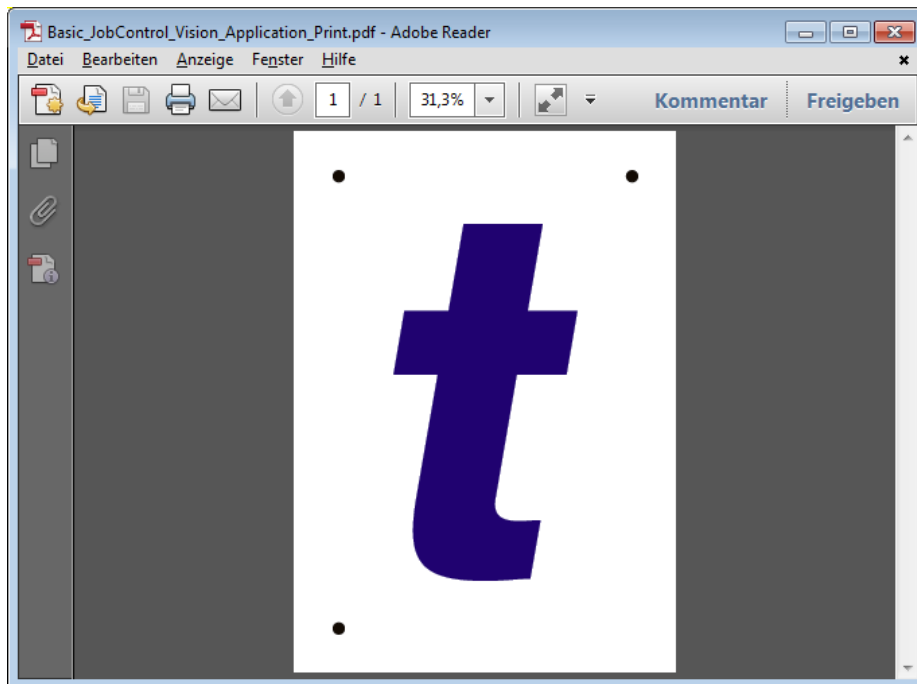 Basic_JobControl_Vision_Application_Print.pdf - Adobe Reader
Datei Bearbeiten Anzeige Fenster Hilfe
1 / 1 31,3% Kommentar Freigeben
t